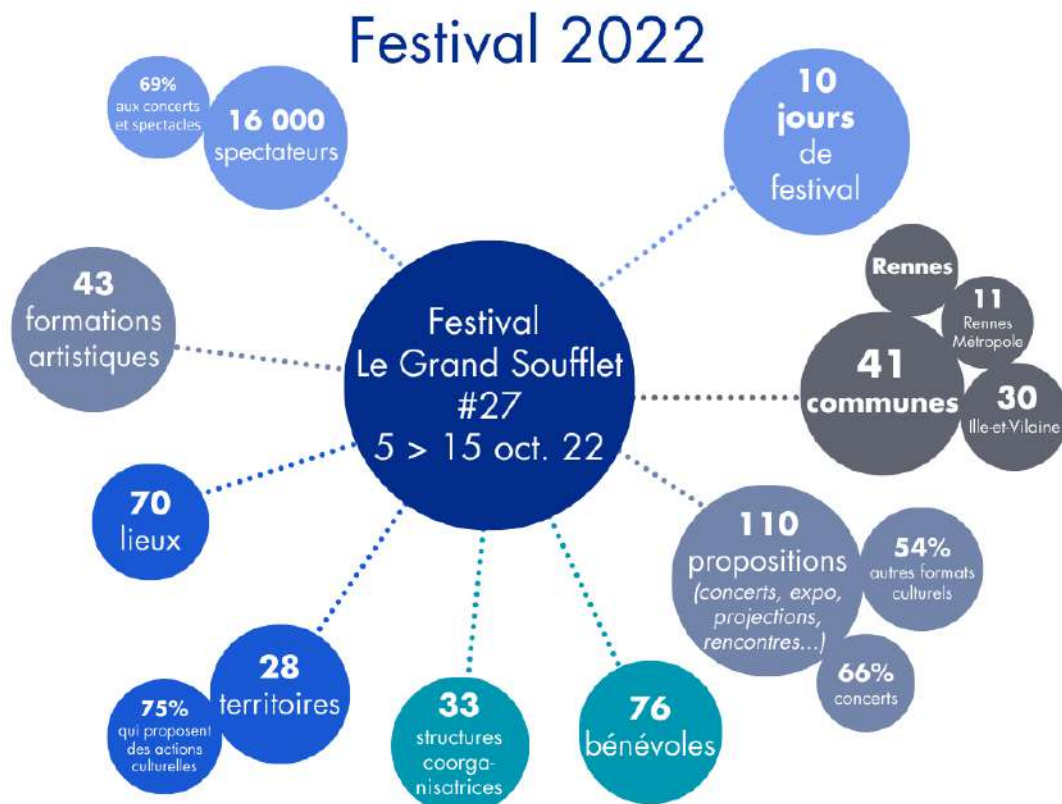 Festival 2022
69%
aux concerts
et spectacles
16 000
spectateurs
10
jours
de
festival
43
formations
artistiques
Festival
Le Grand Soufflet
#27
5 > 15 oct. 22
Rennes
11
Rennes
Métropole
41
communes
30
Ille-et-Vilaine
70
lieux
110
propositions
(concerts, expo,
projections,
rencontres...)
54%
autres formats
culturels
66%
concerts
28
territoires
75%
qui proposent
des actions
culturelles
33
structures
coorga-
nisatrices
76
bénévoles